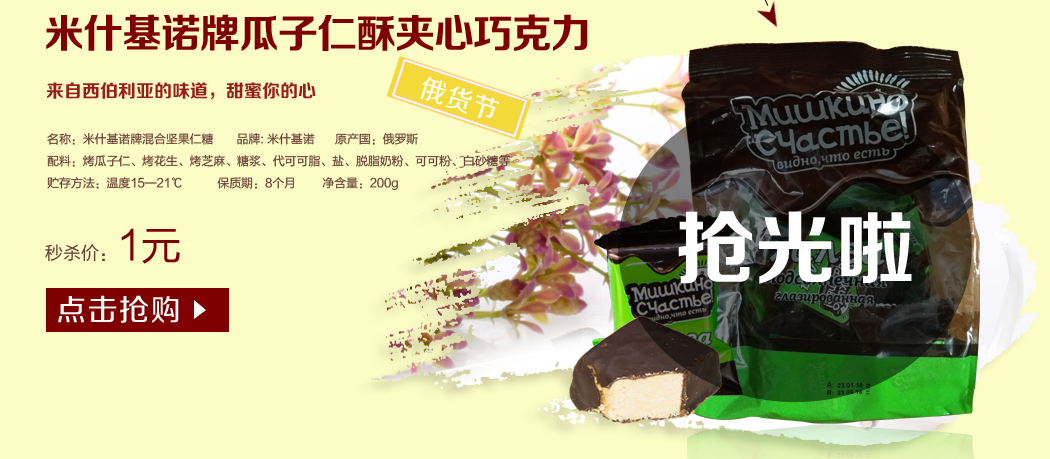 米什基诺牌瓜子仁酥夹心巧克力
来自西伯利亚的味道，甜蜜你的心
俄货节
名称：米什基诺牌混合坚果仁糖 品牌: 米什基诺 原产国：俄罗斯
配料：烤瓜子仁、烤花生、烤芝麻、糖浆、代可可脂、盐、脱脂奶粉、可可粉、白砂糖等
贮存方法：温度15—21℃ 保质期：8个月 净含量：200g
秒杀价：1元
点击抢购
Мишкино
счастье!
видно,что есть
抢光啦
глазированная
Мишкино
счастье!
видно,что есть